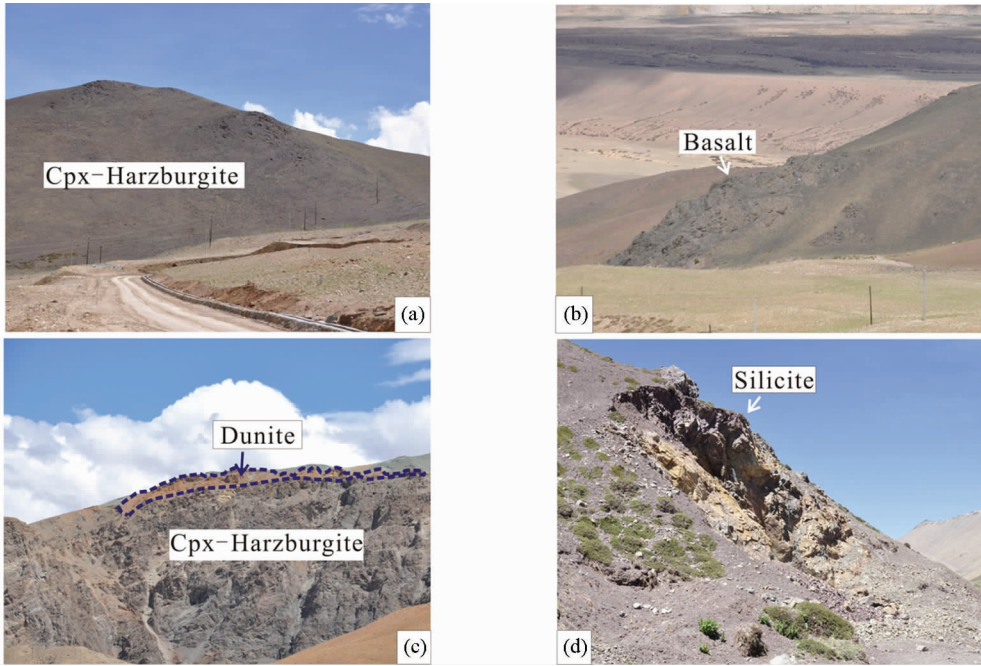 Cpx-Harzburgite
(a)
Basalt
(b)
Dunite
Cpx-Harzburgite
(c)
Silicite
(d)